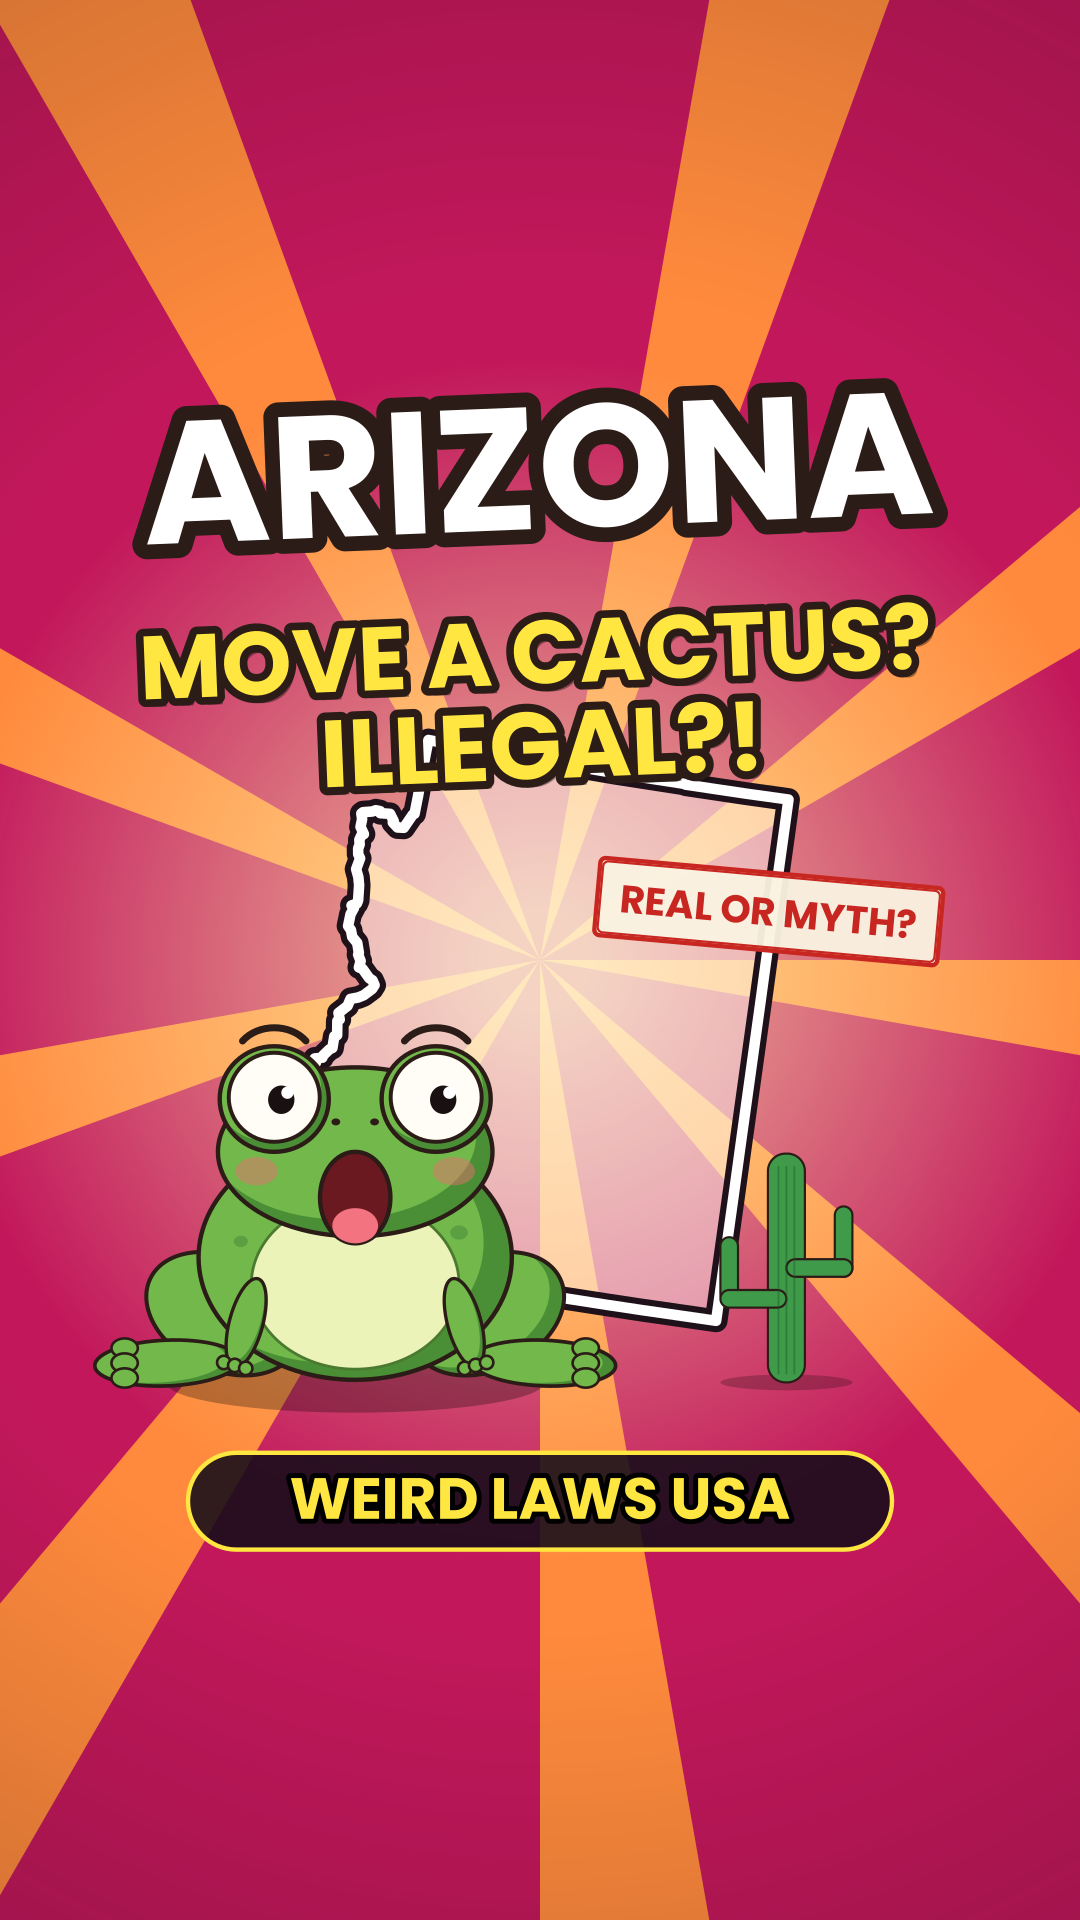 ARIZONA
MOVE A CACTUS?
ILLEGAL?!
REAL OR MYTH?
WEIRD LAWS USA